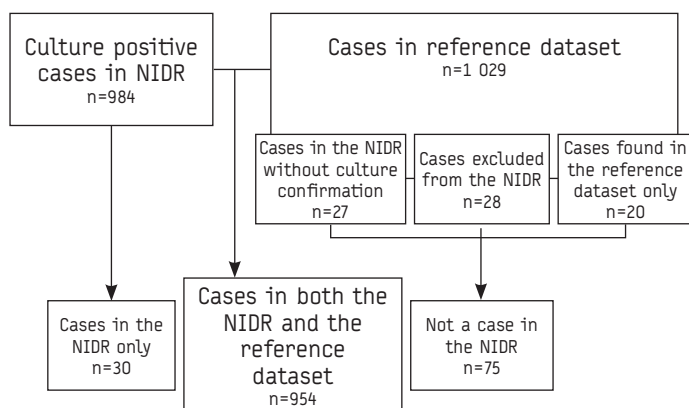 Culture positive
cases in NIDR
n=984
Cases in reference dataset
n=1 029
Cases in the NIDR
without culture
confirmation
n=27
Cases excluded
from the NIDR
n=28
Cases found in
the reference
dataset only
n=20
Cases in the
NIDR only
n=30
Cases in both the
NIDR and the
reference
dataset
n=954
Not a case in
the NIDR
n=75